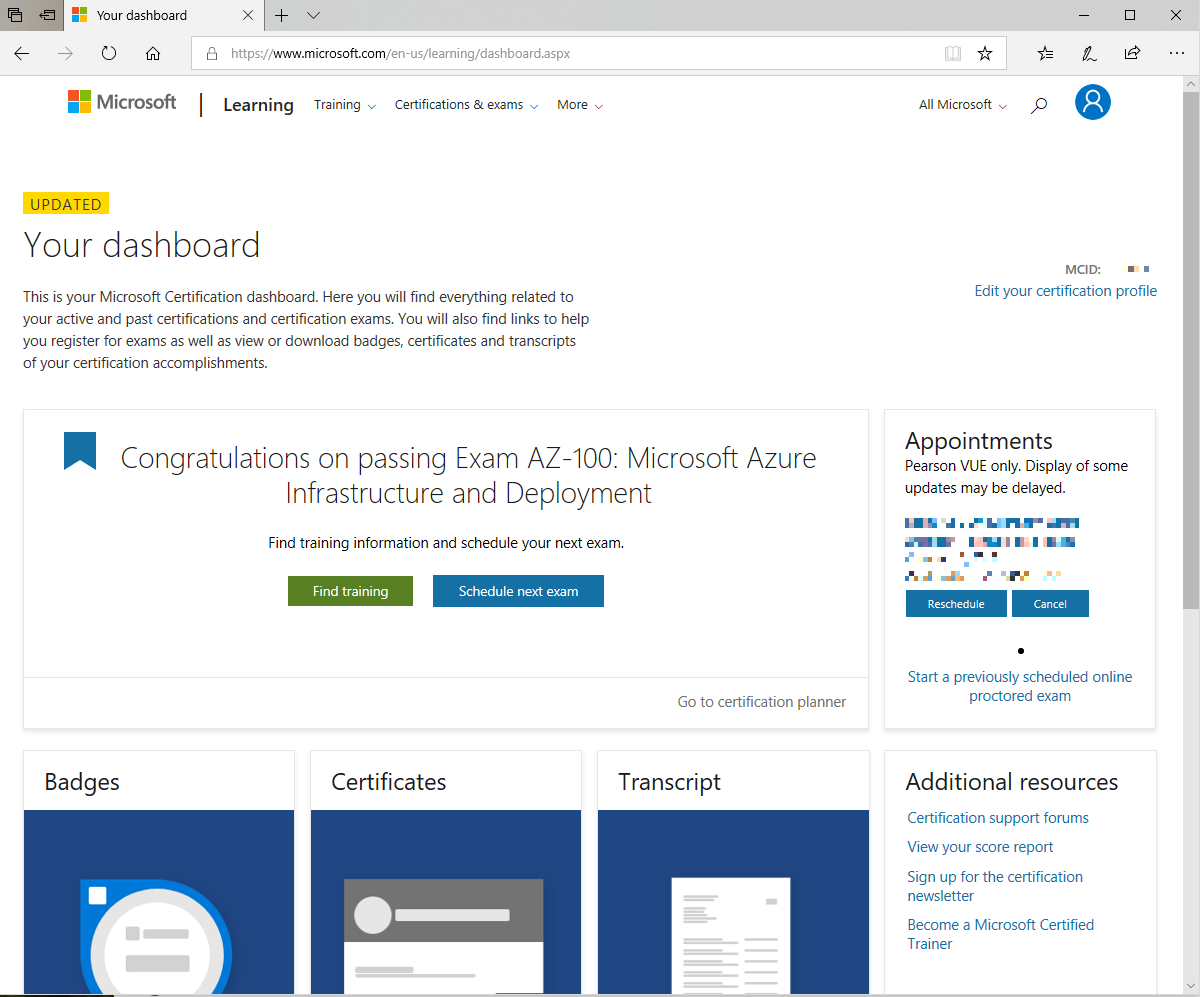 Your dashboard
https://www.microsoft.com/en-us/learning/dashboard.aspx
Microsoft | Learning Training Certifications & exams More All Microsoft
UPDATED
Your dashboard
MCID:
Edit your certification profile
This is your Microsoft Certification dashboard. Here you will find everything related to
your active and past certifications and certification exams. You will also find links to help
you register for exams as well as view or download badges, certificates and transcripts
of your certification accomplishments.
Congratulations on passing Exam AZ-100: Microsoft Azure
Infrastructure and Deployment
Find training information and schedule your next exam.
Find training Schedule next exam
Go to certification planner
Appointments
Pearson VUE only. Display of some
updates may be delayed.
Reschedule Cancel
Start a previously scheduled online
proctored exam
Badges
Certificates
Transcript
Additional resources
Certification support forums
View your score report
Sign up for the certification
newsletter
Become a Microsoft Certified
Trainer